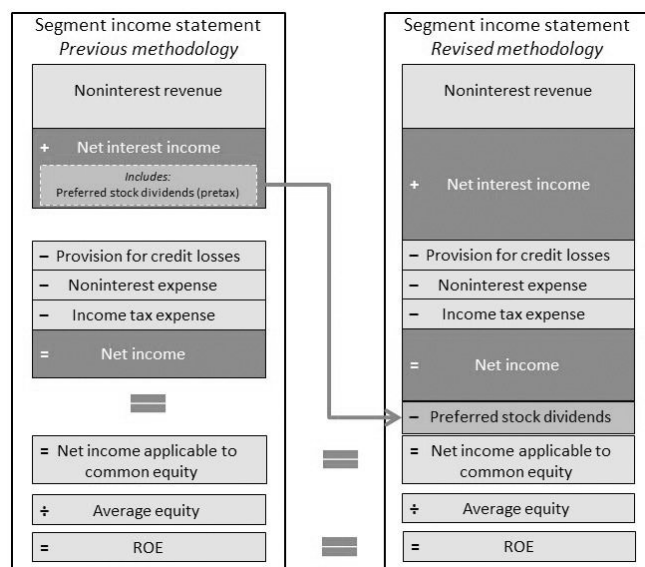 Segment income statement
Previous methodology
Noninterest revenue
+ Net interest income
Includes:
Preferred stock dividends (pretax)
– Provision for credit losses
– Noninterest expense
– Income tax expense
= Net income
=
= Net income applicable to
common equity
÷ Average equity
= ROE
=
=
Segment income statement
Revised methodology
Noninterest revenue
+ Net interest income
– Provision for credit losses
– Noninterest expense
– Income tax expense
= Net income
– Preferred stock dividends
= Net income applicable to
common equity
÷ Average equity
= ROE